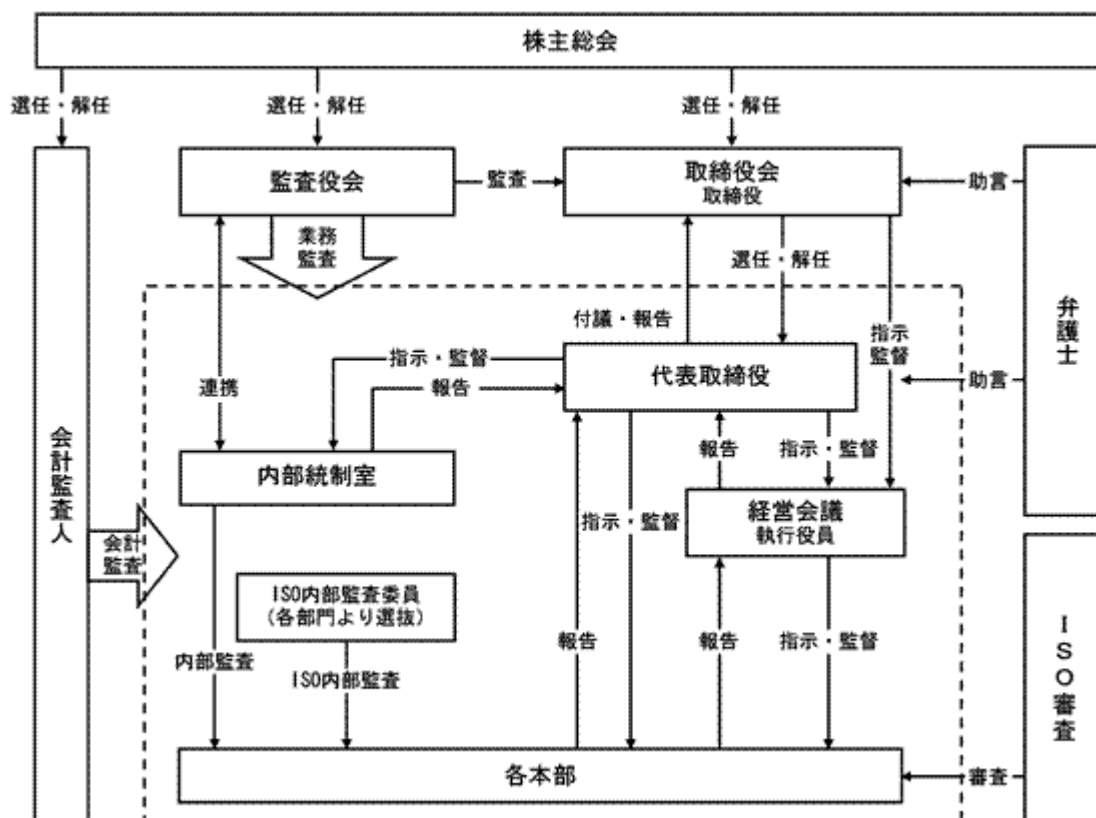 株主総会
選任・解任
選任・解任
選任・解任
監査役会
監査
取締役会
取締役
助言
業務
監査
選任・解任
弁護士
付議・報告
指示
監督
指示・監督
代表取締役
助言
報告
連携
会計監査人
報告
指示・監督
内部統制室
経営会議
執行役員
指示・監督
会計
監査
ISO内部監査委員
(各部門より選抜)
ISO審査
報告
報告
指示・監督
内部監査
ISO内部監査
各本部
審査